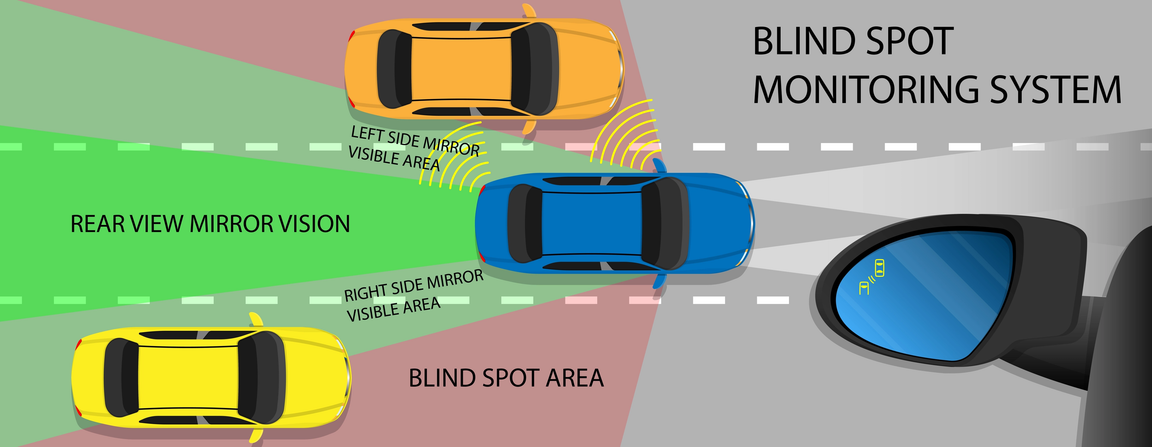 BLIND SPOT
MONITORING SYSTEM
LEFT SIDE MIRROR
VISIBLE AREA
REAR VIEW MIRROR VISION
RIGHT SIDE MIRROR
VISIBLE AREA
BLIND SPOT AREA